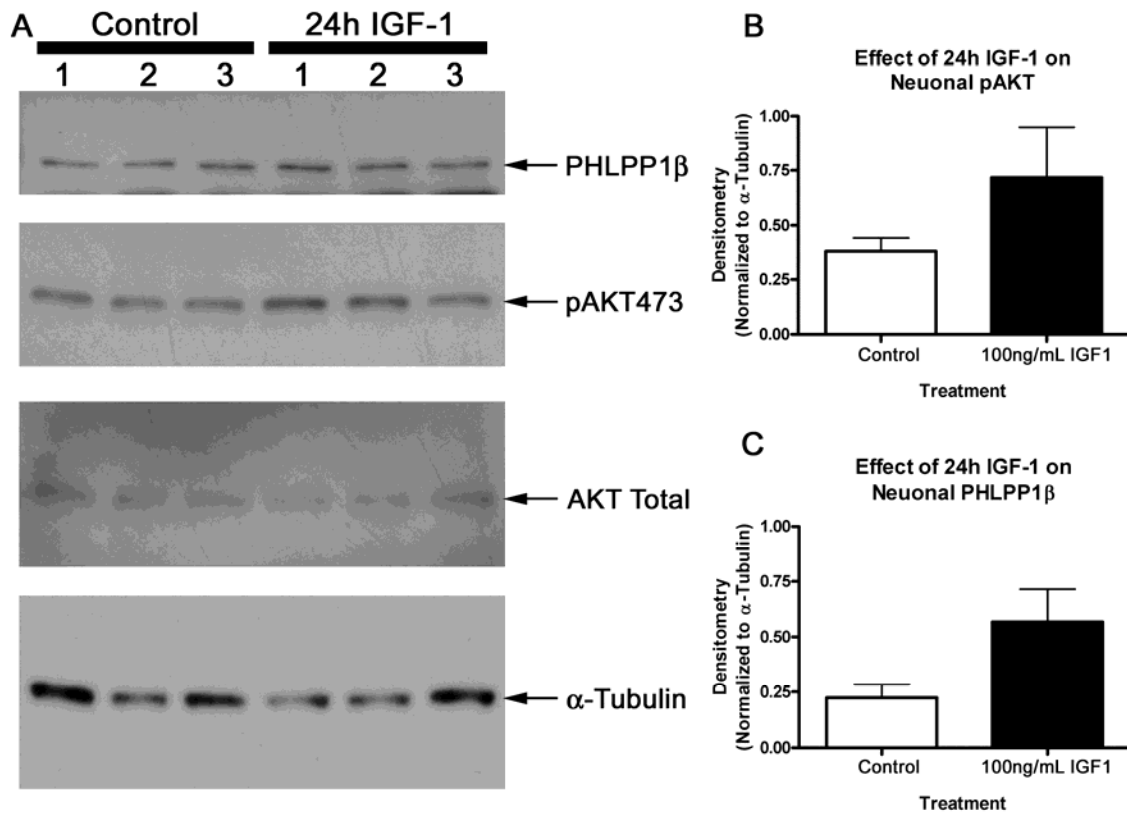 A
Control 24h IGF-1
1 2 3 1 2 3
PHLPP1β
pAKT473
AKT Total
α-Tubulin
B
Effect of 24h IGF-1 on
Neuonal pAKT
Densitometry
(Normalized to α-Tubulin)
1.00
0.75
0.50
0.25
0.00
Control 100ng/mL IGF1
Treatment
C
Effect of 24h IGF-1 on
Neuonal PHLPP1β
Densitometry
(Normalized to α-Tubulin)
1.00
0.75
0.50
0.25
0.00
Control 100ng/mL IGF1
Treatment